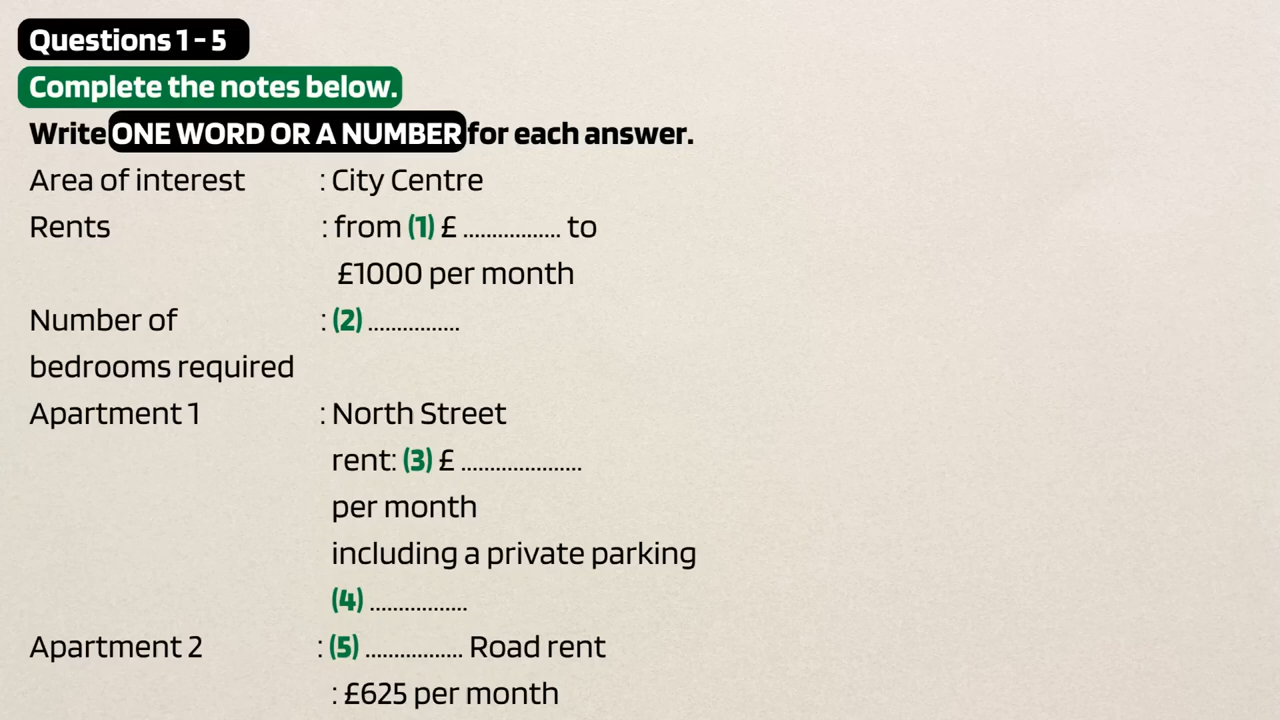 Questions 1 - 5
Complete the notes below.
Write ONE WORD OR A NUMBER for each answer.
Area of interest : City Centre
Rents : from (1) £ ................. to
£1000 per month
Number of : (2) ................
bedrooms required
Apartment 1 : North Street
rent: (3) £ .....................
per month
including a private parking
(4) .................
Apartment 2 : (5) ................. Road rent
: £625 per month